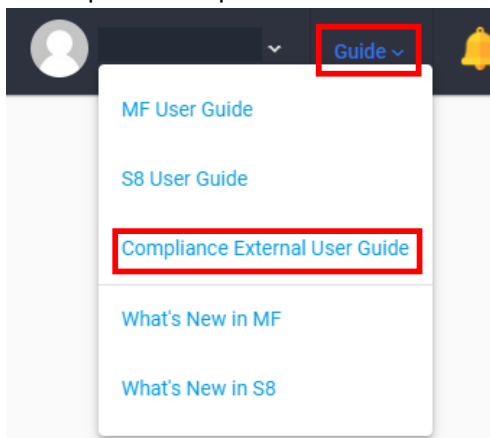 Guide
MF User Guide
S8 User Guide
Compliance External User Guide
What's New in MF
What's New in S8